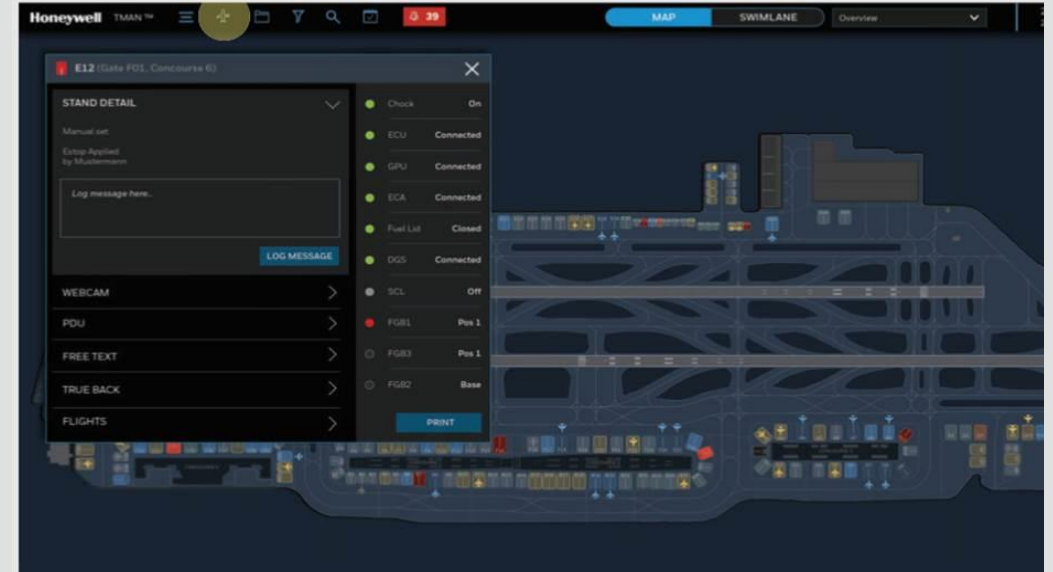 Honeywell TMAN™ 39 MAP SWIMLANE Overview
E12 (Gate F01, Concourse 6)
STAND DETAIL
Manual set
Estop Applied
by Mustermann
Log message here..
LOG MESSAGE
WEBCAM
PDU
FREE TEXT
TRUE BACK
FLIGHTS
Chock On
ECU Connected
GPU Connected
ECA Connected
Fuel Lid Closed
DGS Connected
SCL Off
FGB1 Pos 1
FGB3 Pos 1
FGB2 Base
PRINT